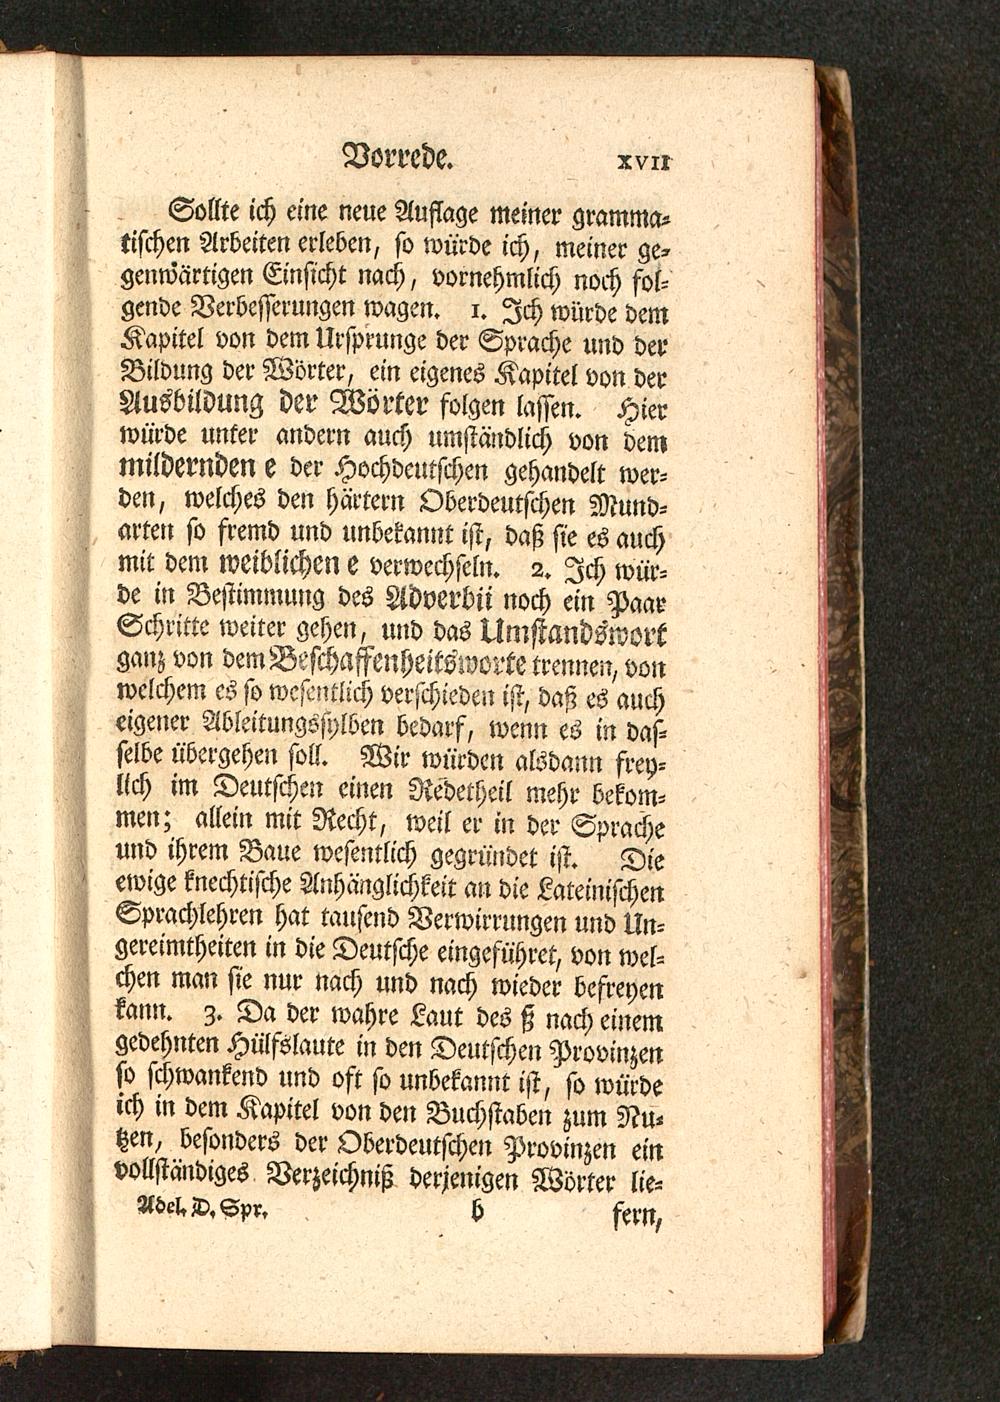 Vorrede. XVII
Sollte ich eine neue Auflage meiner gramma-
tischen Arbeiten erleben, so würde ich, meiner ge-
genwärtigen Einsicht nach, vornehmlich noch fol-
gende Verbesserungen wagen. 1. Ich würde dem
Kapitel von dem Ursprunge der Sprache und der
Bildung der Wörter, ein eigenes Kapitel von der
Ausbildung der Wörter folgen lassen. Hier
würde unter andern auch umständlich von dem
mildernden e der Hochdeutschen gehandelt wer-
den, welches den härtern Oberdeutschen Mund-
arten so fremd und unbekannt ist, daß sie es auch
mit dem weiblichen e verwechseln. 2. Ich wür-
de in Bestimmung des Adverbii noch ein Paar
Schritte weiter gehen, und das Umstandswort
ganz von dem Beschaffenheitsworte trennen, von
welchem es so wesentlich verschieden ist, daß es auch
eigener Ableitungssylben bedarf, wenn es in das-
selbe übergehen soll. Wir würden alsdann frey-
lich im Deutschen einen Redetheil mehr bekom-
men; allein mit Recht, weil er in der Sprache
und ihrem Baue wesentlich gegründet ist. Die
ewige knechtische Anhänglichkeit an die Lateinischen
Sprachlehren hat tausend Verwirrungen und Un-
gereimtheiten in die Deutsche eingeführet, von wel-
chen man sie nur nach und nach wieder befreyen
kann. 3. Da der wahre Laut des ß nach einem
gedehnten Hülfslaute in den Deutschen Provinzen
so schwankend und oft so unbekannt ist, so würde
ich in dem Kapitel von den Buchstaben zum Nu-
tzen, besonders der Oberdeutschen Provinzen ein
vollständiges Verzeichniß derjenigen Wörter lie-
Adel. D. Spr. b fern,